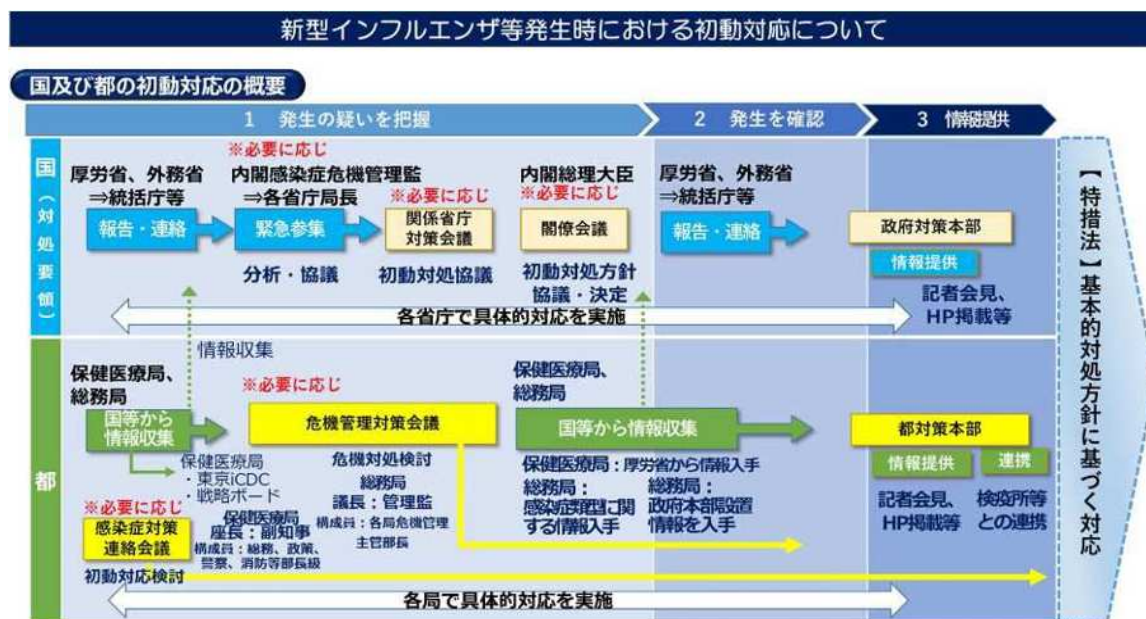 新型インフルエンザ等発生時における初動対応について
国及び都の初動対応の概要
1 発生の疑いを把握
2 発生を確認
3 情報提供
国(対処要領)
厚労省、外務省
⇒統括庁等
報告・連絡
※必要に応じ
内閣感染症危機管理監
⇒各省庁局長
緊急参集
分析・協議
※必要に応じ
関係省庁
対策会議
初動対処協議
内閣総理大臣
※必要に応じ
閣僚会議
初動対処方針
協議・決定
厚労省、外務省
⇒統括庁等
報告・連絡
政府対策本部
情報提供
記者会見、
HP掲載等
各省庁で具体的対応を実施
都
情報収集
保健医療局、
総務局
国等から
情報収集
保健医療局
・東京iCDC
・戦略ボード
※必要に応じ
感染症対策
連絡会議
初動対応検討
保健医療局
座長:副知事
構成員:総務、政策、
警察、消防等部長級
※必要に応じ
危機管理対策会議
危機対処検討
総務局
議長:管理監
構成員:各局危機管理
主管部長
保健医療局、
総務局
国等から情報収集
保健医療局:厚労省から情報入手
総務局:
感染症類型に関
する情報入手
総務局:
政府本部設置
情報を入手
都対策本部
情報提供
連携
記者会見、
HP掲載等
検疫所等
との連携
各局で具体的対応を実施
【特措法】基本的対処方針に基づく対応